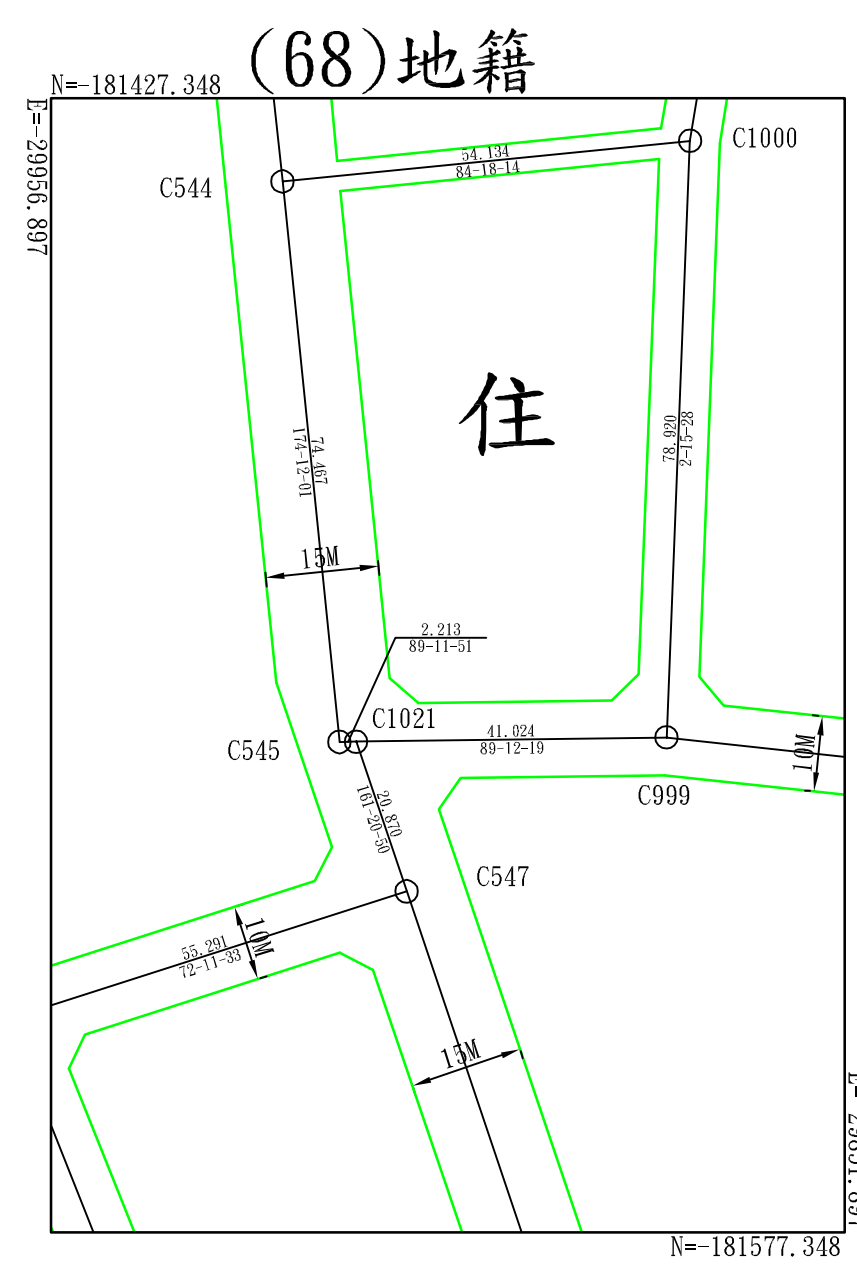 (68)地籍
N=-181427.348
E=-29956.897
C1000
54.134
84-18-14
C544
住
78.920
2-15-28
74.467
174-12-01
15M
2.213
89-11-51
C1021
C545
41.024
89-12-19
10M
C999
20.870
161-20-50
C547
10M
55.291
72-11-33
15M
N=-181577.348